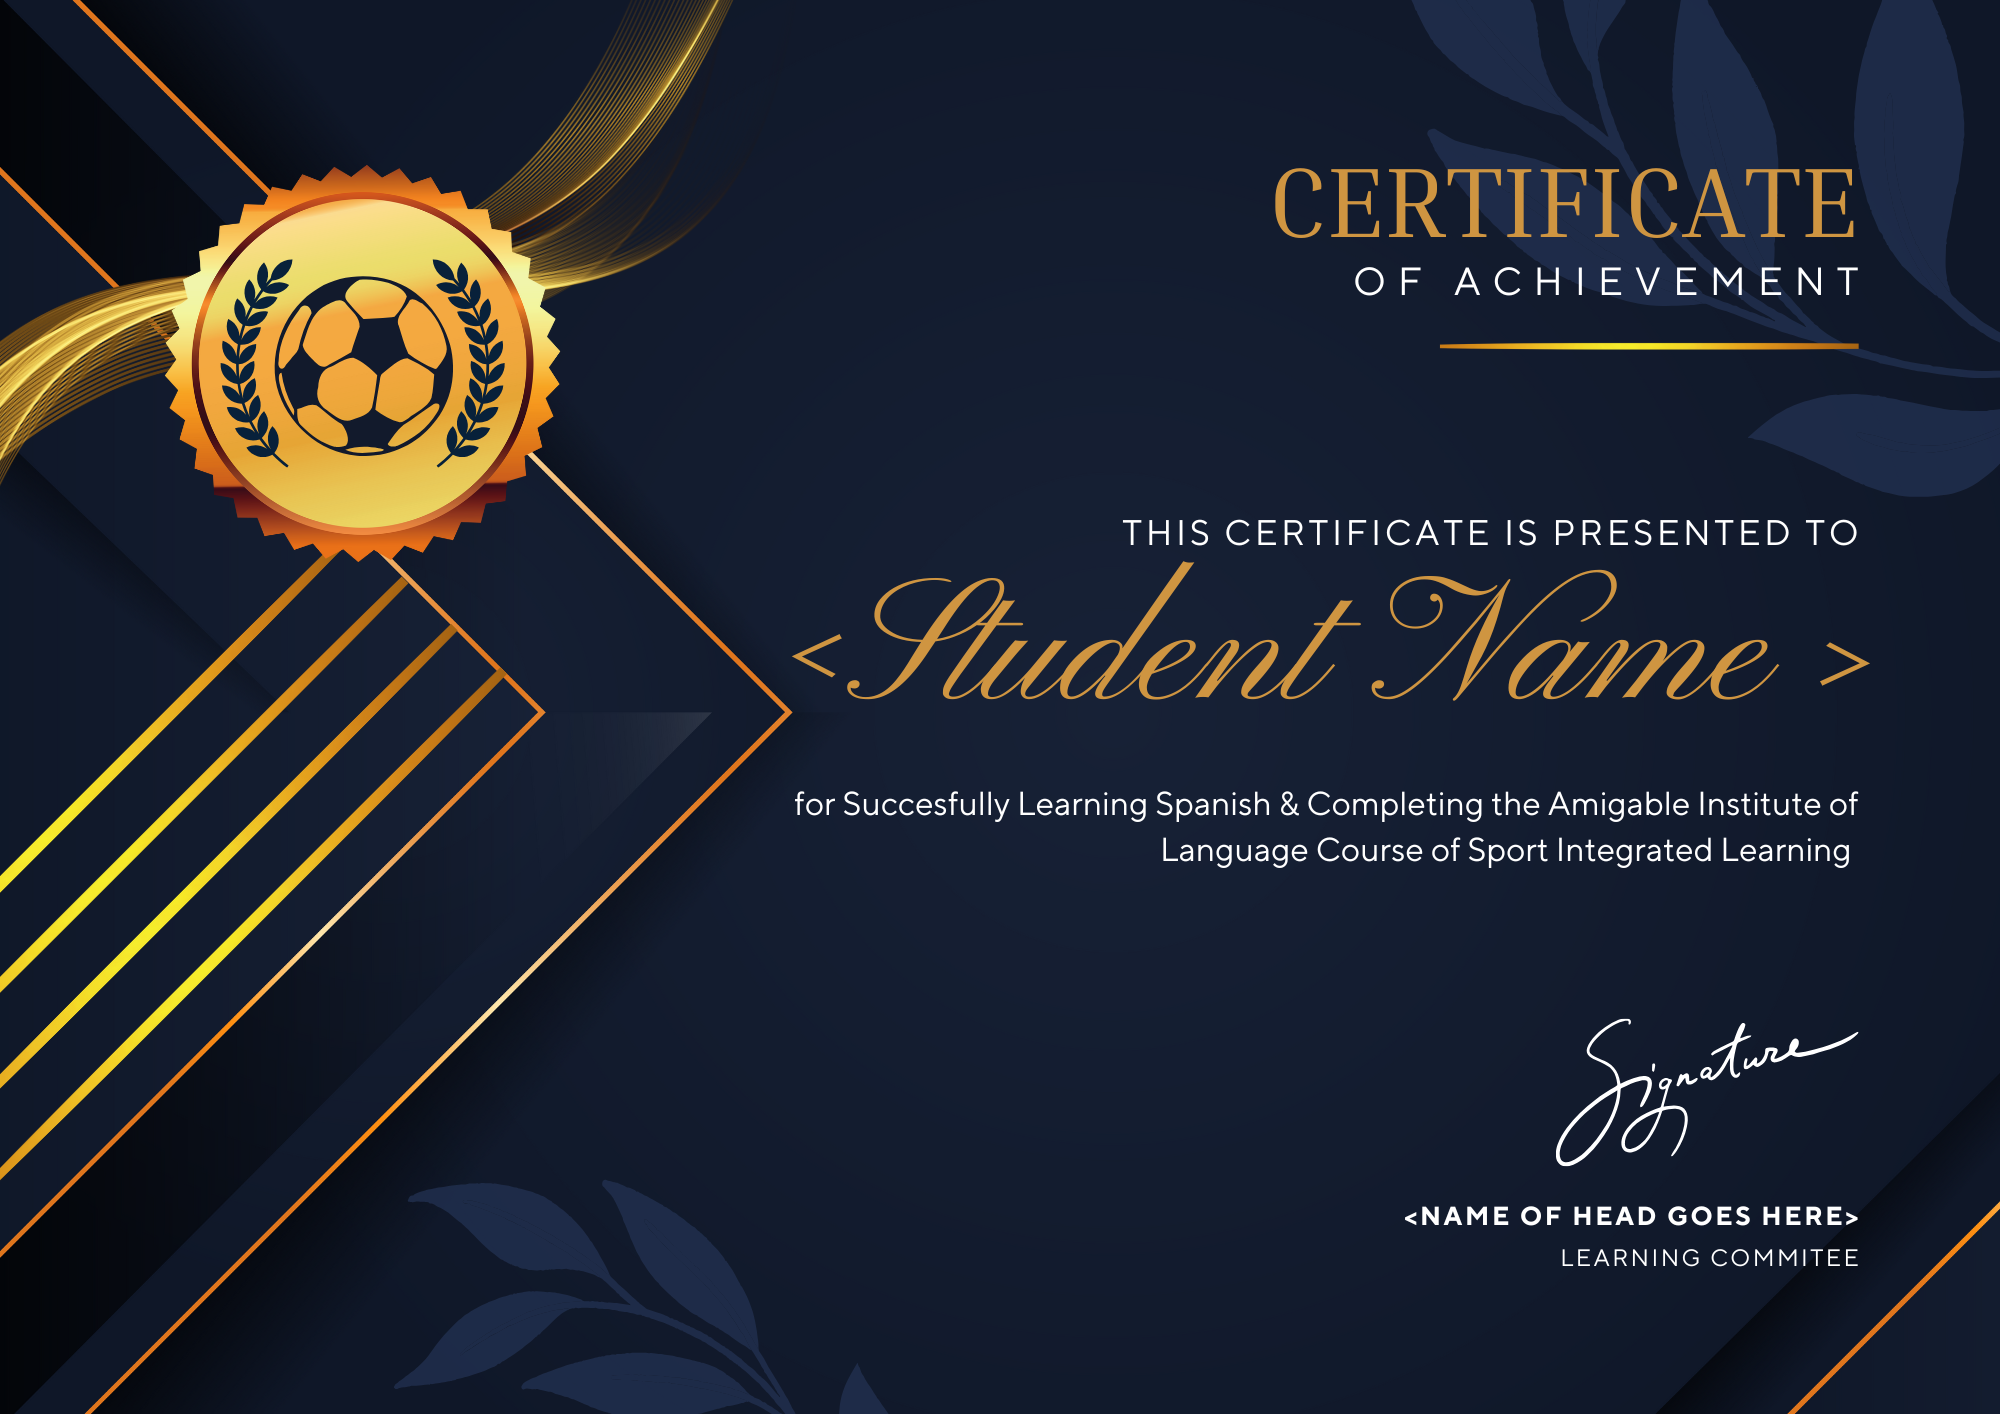 CERTIFICATE
OF ACHIEVEMENT
THIS CERTIFICATE IS PRESENTED TO
<Student Name >
for Succesfully Learning Spanish & Completing the Amigable Institute of
Language Course of Sport Integrated Learning
Signature
<NAME OF HEAD GOES HERE>
LEARNING COMMITEE